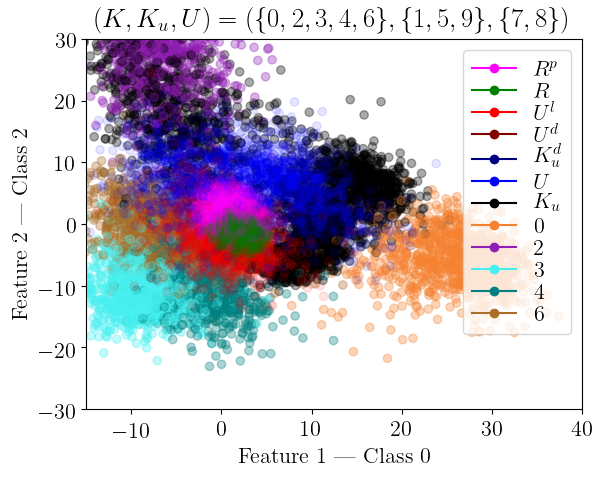 (K, K_u, U) = ({0, 2, 3, 4, 6}, {1, 5, 9}, {7, 8})
30
20
10
0
−10
−20
−30
Feature 2 — Class 2
R^p
R
U^l
U^d
K_u^d
U
K_u
0
2
3
4
6
−10
0
10
20
30
40
Feature 1 — Class 0